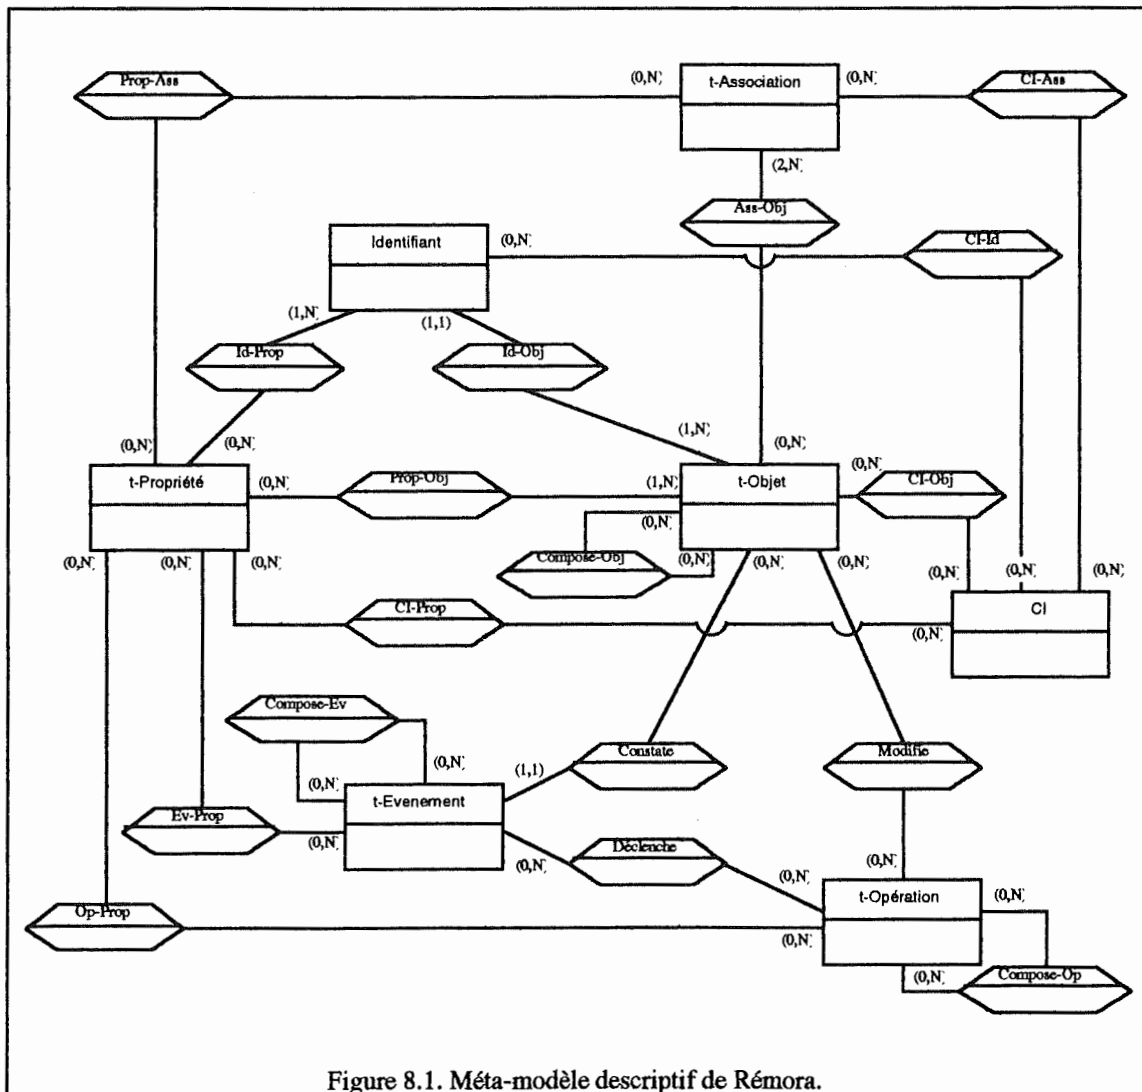 Prop-Ass
(0,N)
t-Association
(0,N)
CI-Ass
(2,N)
Ass-Obj
Identifiant
(0,N)
CI-Id
(1,N)
(1,1)
Id-Prop
Id-Obj
(0,N)
(0,N)
(1,N)
(0,N)
t-Propriété
(0,N)
Prop-Obj
(1,N)
t-Objet
(0,N)
CI-Obj
(0,N)
(0,N)
(0,N)
(0,N)
Compose-Obj
(0,N)
(0,N)
(0,N)
(0,N)
(0,N)
(0,N)
CI-Prop
(0,N)
CI
Compose-Ev
(0,N)
(0,N)
(1,1)
Constate
Modifie
t-Evenement
Ev-Prop
(0,N)
(0,N)
Déclenche
(0,N)
(0,N)
t-Opération
(0,N)
Op-Prop
(0,N)
(0,N)
Compose-Op
Figure 8.1. Méta-modèle descriptif de Rémora.